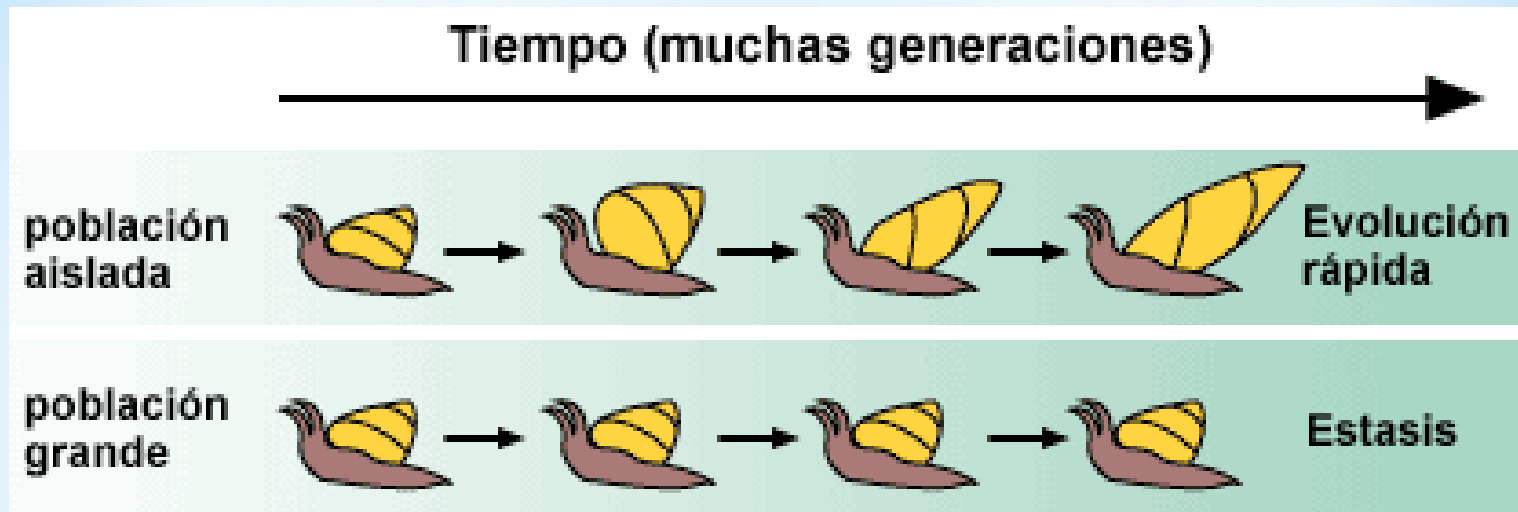 Tiempo (muchas generaciones)
población
aislada
Evolución
rápida
población
grande
Estasis